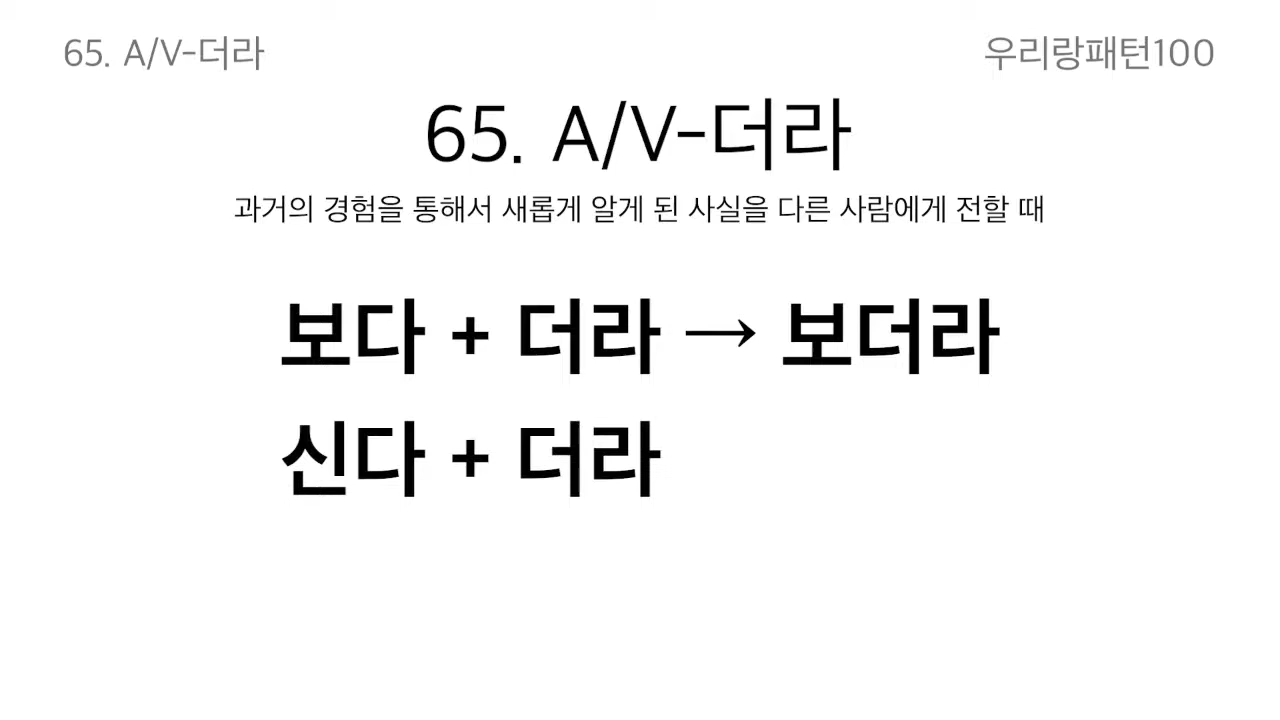 65. A/V-더라
우리랑패턴100
65. A/V-더라
과거의 경험을 통해서 새롭게 알게 된 사실을 다른 사람에게 전할 때
보다 + 더라 → 보더라
신다 + 더라